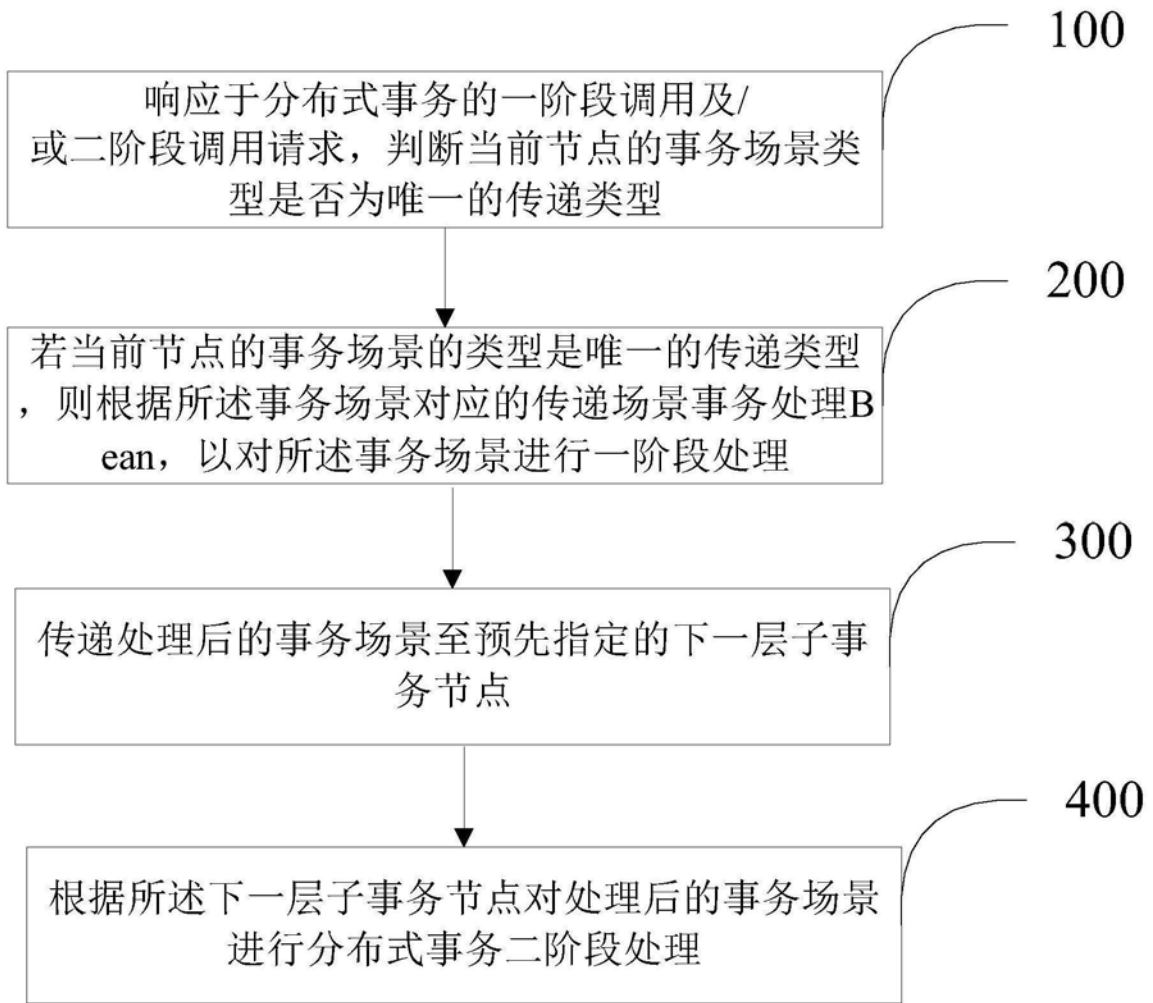 100
响应于分布式事务的一阶段调用及/
或二阶段调用请求，判断当前节点的事务场景类
型是否为唯一的传递类型
200
若当前节点的事务场景的类型是唯一的传递类型
，则根据所述事务场景对应的传递场景事务处理B
ean，以对所述事务场景进行一阶段处理
300
传递处理后的事务场景至预先指定的下一层子事
务节点
400
根据所述下一层子事务节点对处理后的事务场景
进行分布式事务二阶段处理